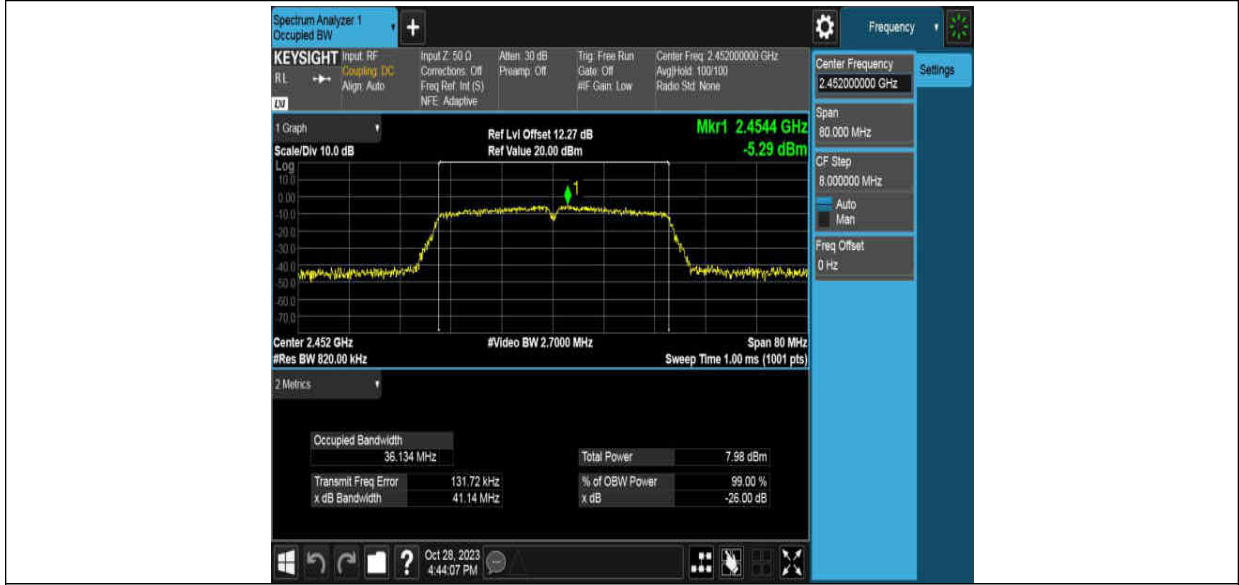 Spectrum Analyzer 1
Occupied BW
+
Frequency
KEYSIGHT
RL
LV
Input: RF
Coupling: DC
Align: Auto
Input Z: 50 Ω
Corrections: Off
Freq Ref: Int (S)
NFE: Adaptive
Atten: 30 dB
Preamp: Off
Trig: Free Run
Gate: Off
#IF Gain: Low
Center Freq: 2.452000000 GHz
Avg|Hold: 100/100
Radio Std: None
Center Frequency
2.452000000 GHz
Settings
Span
80.000 MHz
CF Step
8.000000 MHz
Auto
Man
Freq Offset
0 Hz
1 Graph
Scale/Div 10.0 dB
Ref Lvl Offset 12.27 dB
Ref Value 20.00 dBm
Mkr1 2.4544 GHz
-5.29 dBm
Log
10.0
0.00
-10.0
-20.0
-30.0
-40.0
-50.0
-60.0
-70.0
1
Center 2.452 GHz
#Video BW 2.7000 MHz
Span 80 MHz
#Res BW 820.00 kHz
Sweep Time 1.00 ms (1001 pts)
2 Metrics
Occupied Bandwidth
36.134 MHz
Total Power 7.98 dBm
Transmit Freq Error 131.72 kHz
% of OBW Power 99.00 %
x dB Bandwidth 41.14 MHz
x dB -26.00 dB
?
Oct 28, 2023
4:44:07 PM